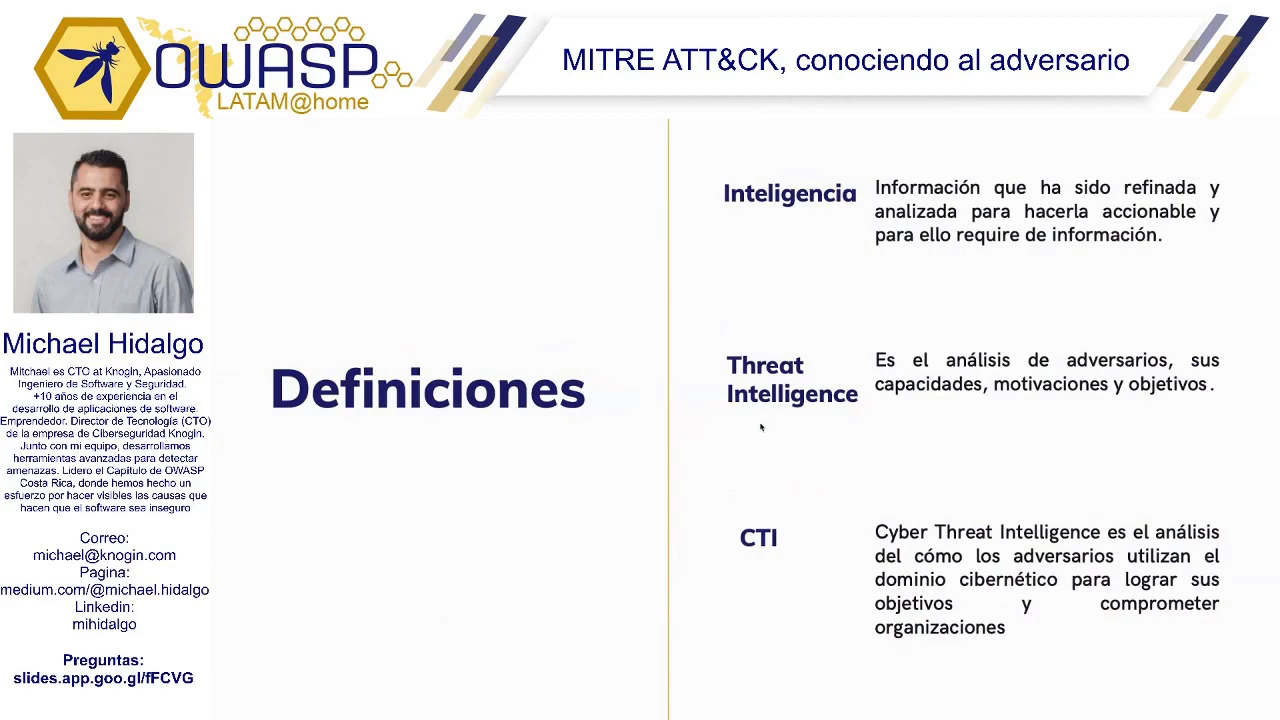 OWASP
LATAM@home
MITRE ATT&CK, conociendo al adversario
Michael Hidalgo
Mitchael es CTO at Knogin, Apasionado
Ingeniero de Software y Seguridad.
+10 años de experiencia en el
desarrollo de aplicaciones de software.
Emprendedor. Director de Tecnología (CTO)
de la empresa de Ciberseguridad Knogin.
Junto con mi equipo, desarrollamos
herramientas avanzadas para detectar
amenazas. Lidero el Capítulo de OWASP
Costa Rica, donde hemos hecho un
esfuerzo por hacer visibles las causas que
hacen que el software sea inseguro
Correo:
michael@knogin.com
Pagina:
medium.com/@michael.hidalgo
Linkedin:
mihidalgo
Preguntas:
slides.app.goo.gl/fFCVG
Definiciones
Inteligencia
Información que ha sido refinada y
analizada para hacerla accionable y
para ello require de información.
Threat
Intelligence
Es el análisis de adversarios, sus
capacidades, motivaciones y objetivos.
CTI
Cyber Threat Intelligence es el análisis
del cómo los adversarios utilizan el
dominio cibernético para lograr sus
objetivos y comprometer
organizaciones